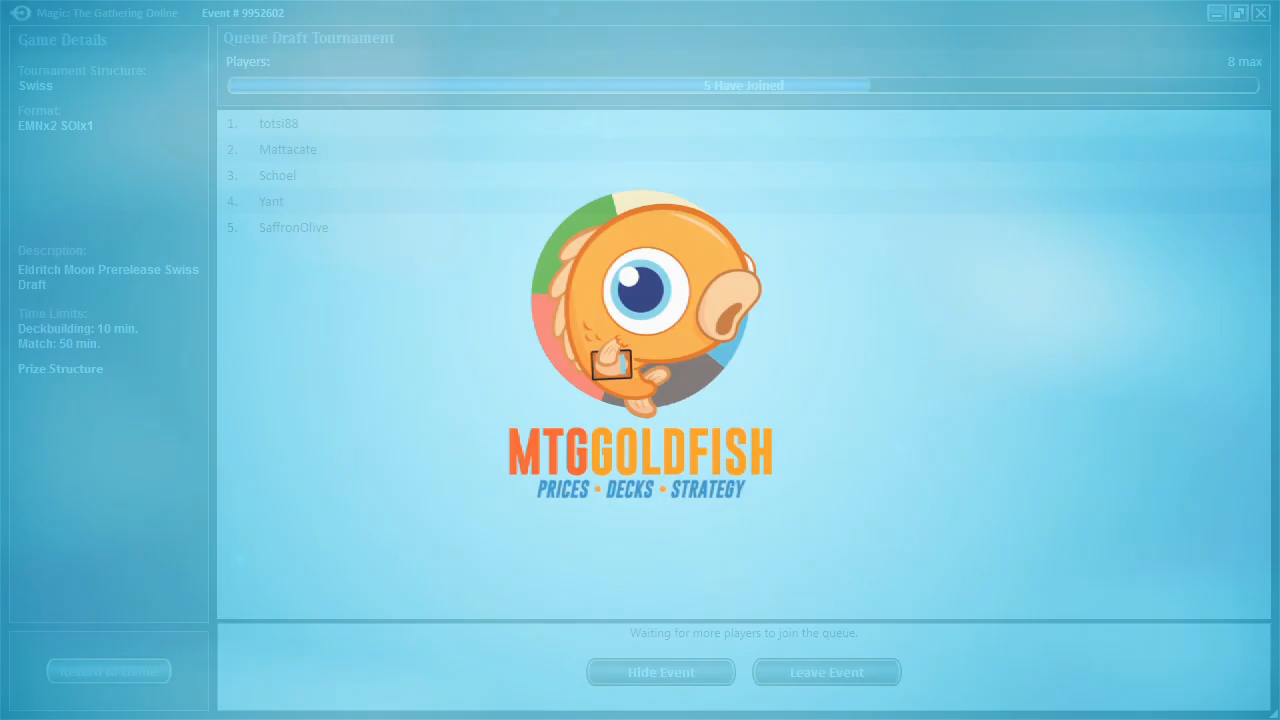 Magic: The Gathering Online Event # 9952602
Game Details
Tournament Structure:
Swiss
Format:
EMNx2 SOIx1
Description:
Eldritch Moon Prerelease Swiss
Draft
Time Limits:
Deckbuilding: 10 min.
Match: 50 min.
Prize Structure
Return to Game
Queue Draft Tournament
Players: 8 max
5 Have Joined
1. totsi88
2. Mattacate
3. Schoel
4. Yant
5. SaffronOlive
MTGGOLDFISH
PRICES • DECKS • STRATEGY
Waiting for more players to join the queue.
Hide Event Leave Event